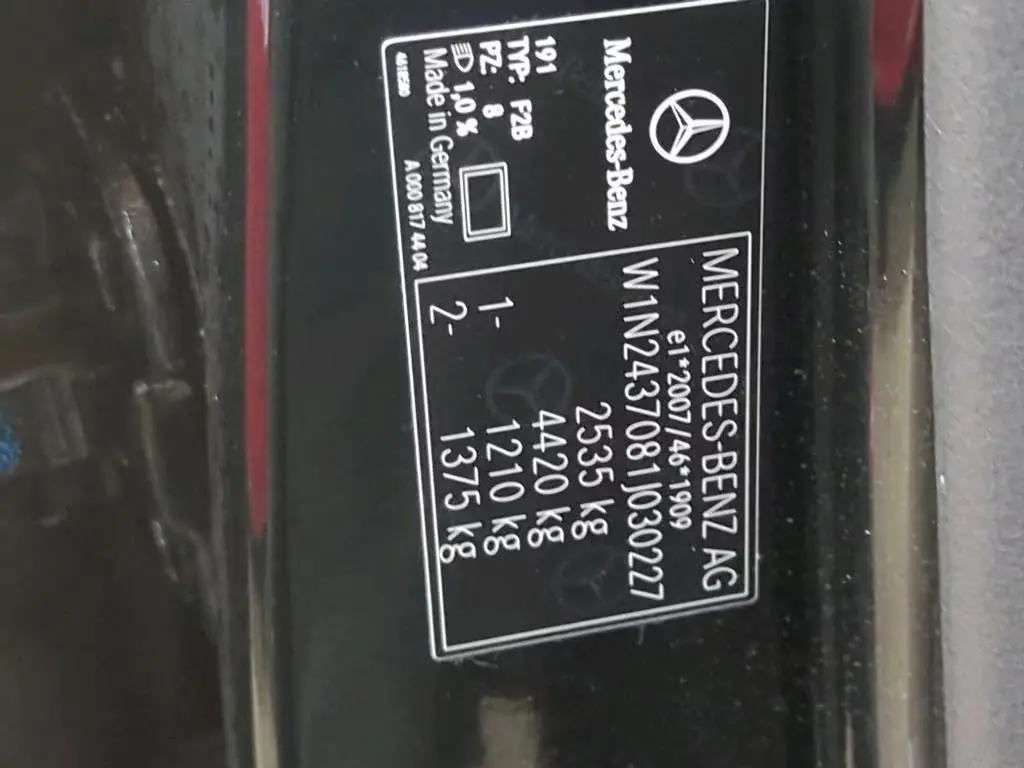 Mercedes-Benz
191
TYP: F2B
PZ: 8
1,0 %
Made in Germany
A 000 817 44 04
MERCEDES-BENZ AG
e1*2007/46*1909
W1N2437081J030227
2535 kg
4420 kg
1- 1210 kg
2- 1375 kg